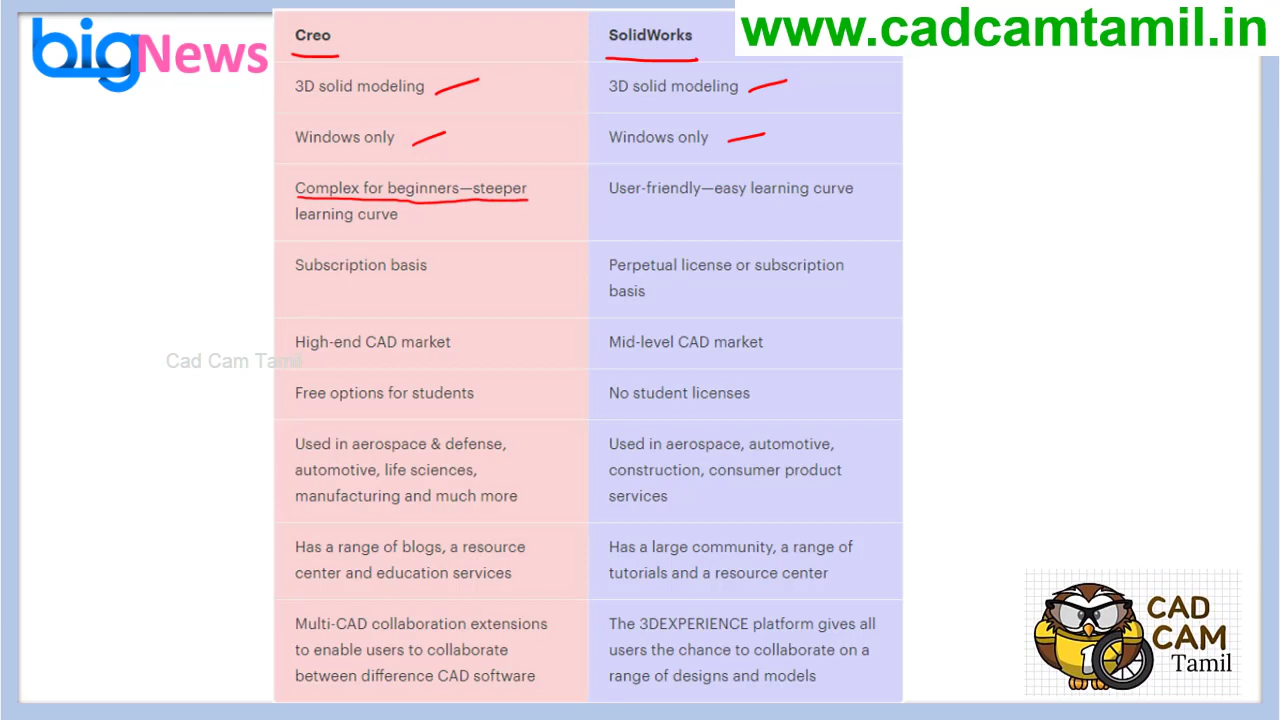 bigNews
www.cadcamtamil.in
Creo
SolidWorks
3D solid modeling
3D solid modeling
Windows only
Windows only
Complex for beginners—steeper
learning curve
User-friendly—easy learning curve
Subscription basis
Perpetual license or subscription
basis
High-end CAD market
Mid-level CAD market
Cad Cam Tamil
Free options for students
No student licenses
Used in aerospace & defense,
automotive, life sciences,
manufacturing and much more
Used in aerospace, automotive,
construction, consumer product
services
Has a range of blogs, a resource
center and education services
Has a large community, a range of
tutorials and a resource center
Multi-CAD collaboration extensions
to enable users to collaborate
between difference CAD software
The 3DEXPERIENCE platform gives all
users the chance to collaborate on a
range of designs and models
CAD
CAM
Tamil
1